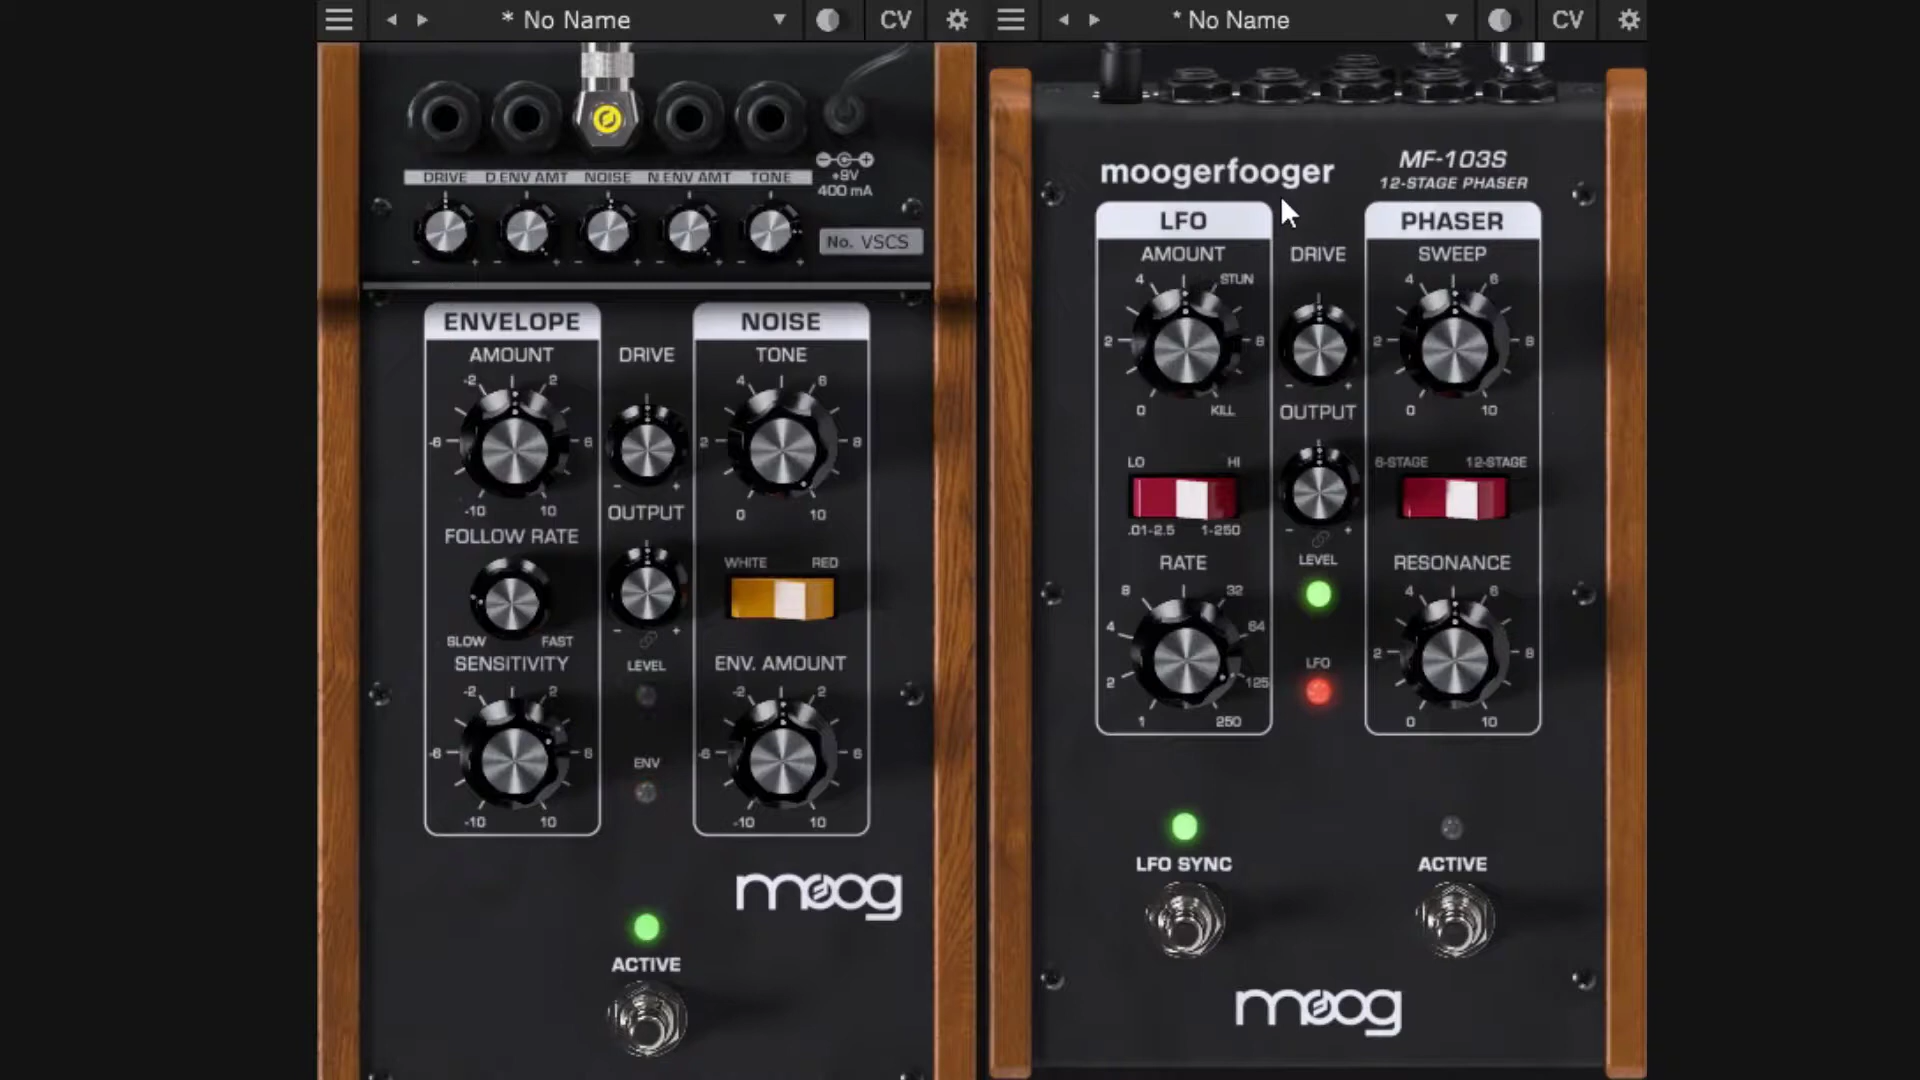 * No Name
CV
DRIVE D.ENV AMT NOISE N.ENV AMT TONE
+9V
400 mA
- + - + - + - + - +
No. VSCS
ENVELOPE
AMOUNT
-2 2
-6 6
-10 10
FOLLOW RATE
SLOW FAST
SENSITIVITY
-2 2
-6 6
-10 10
DRIVE
- +
OUTPUT
- +
LEVEL
ENV
NOISE
TONE
4 6
2 8
0 10
WHITE RED
ENV. AMOUNT
-2 2
-6 6
-10 10
moog
ACTIVE
* No Name
CV
moogerfooger
MF-103S
12-STAGE PHASER
LFO
AMOUNT
4 STUN
2 8
0 KILL
LO HI
.01-2.5 1-250
RATE
8 32
4 64
2 125
1 250
DRIVE
- +
OUTPUT
- +
LEVEL
LFO
PHASER
SWEEP
4 6
2 8
0 10
6-STAGE 12-STAGE
RESONANCE
4 6
2 8
0 10
LFO SYNC
ACTIVE
moog